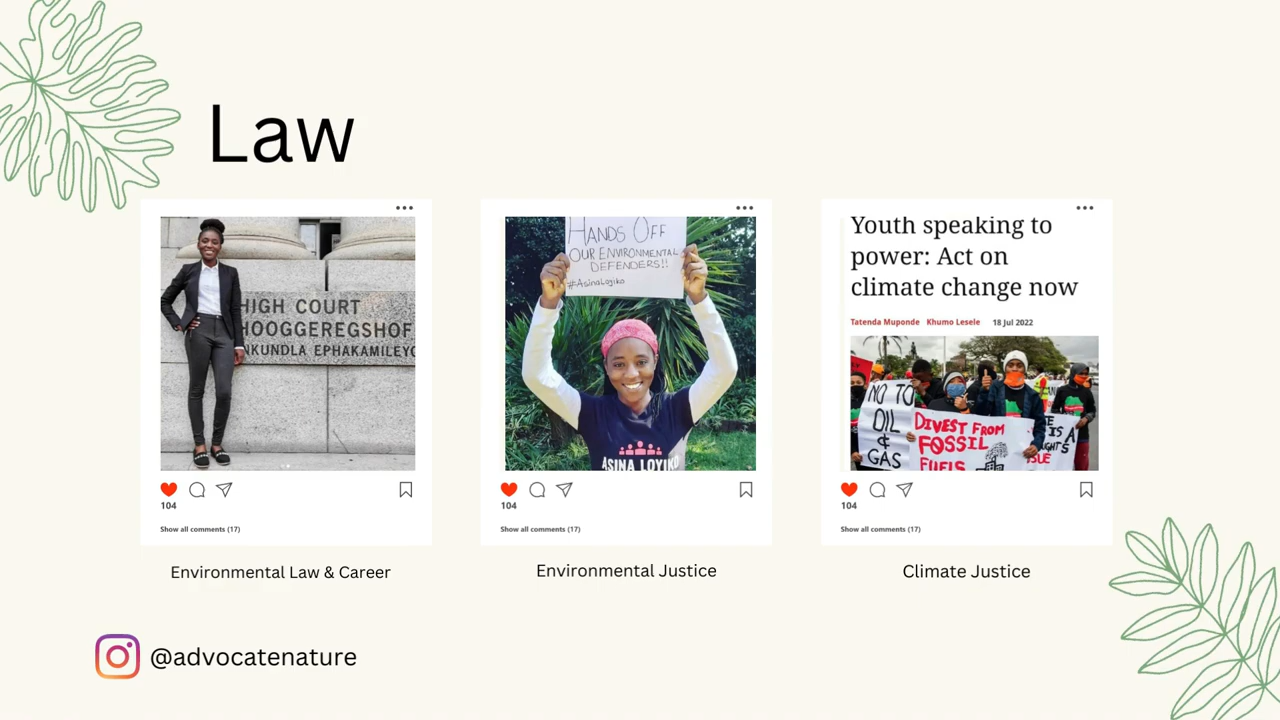 Law
HIGH COURT
HOOGGEREGSHOF
Environmental Law & Career
104
Show all comments (17)
HANDS OFF
OUR ENVIRONMENTAL
DEFENDERS!!
#AsinaLoyiko
ASINA LOYIKO
104
Show all comments (17)
Environmental Justice
Youth speaking to
power: Act on
climate change now
Tatenda Muponde Khumo Lesele 18 Jul 2022
NO TO
OIL
&
GAS
DIVEST FROM
FOSSIL
FUELS
IS A
104
Show all comments (17)
Climate Justice
@advocatenature